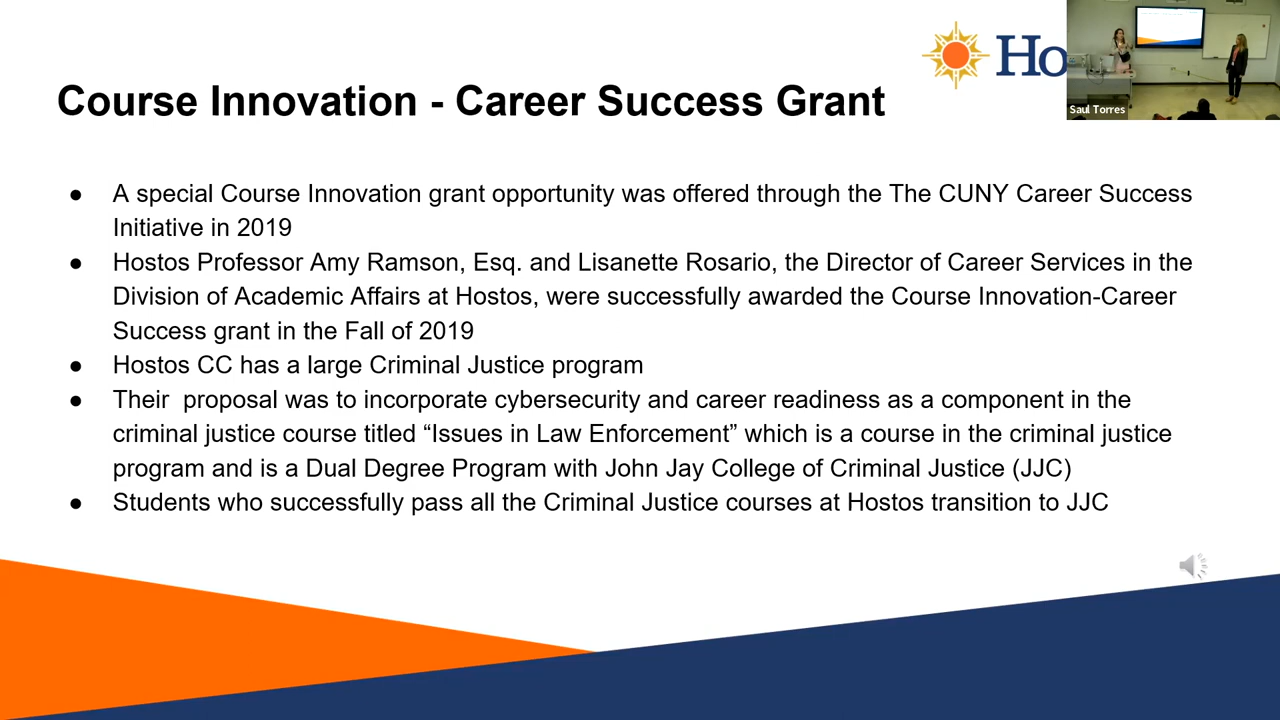 Ho
Saul Torres
Course Innovation - Career Success Grant
● A special Course Innovation grant opportunity was offered through the The CUNY Career Success
Initiative in 2019
● Hostos Professor Amy Ramson, Esq. and Lisanette Rosario, the Director of Career Services in the
Division of Academic Affairs at Hostos, were successfully awarded the Course Innovation-Career
Success grant in the Fall of 2019
● Hostos CC has a large Criminal Justice program
● Their  proposal was to incorporate cybersecurity and career readiness as a component in the
criminal justice course titled “Issues in Law Enforcement” which is a course in the criminal justice
program and is a Dual Degree Program with John Jay College of Criminal Justice (JJC)
● Students who successfully pass all the Criminal Justice courses at Hostos transition to JJC